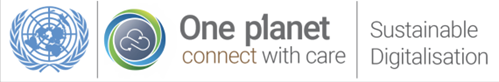 One planet
connect with care
Sustainable
Digitalisation